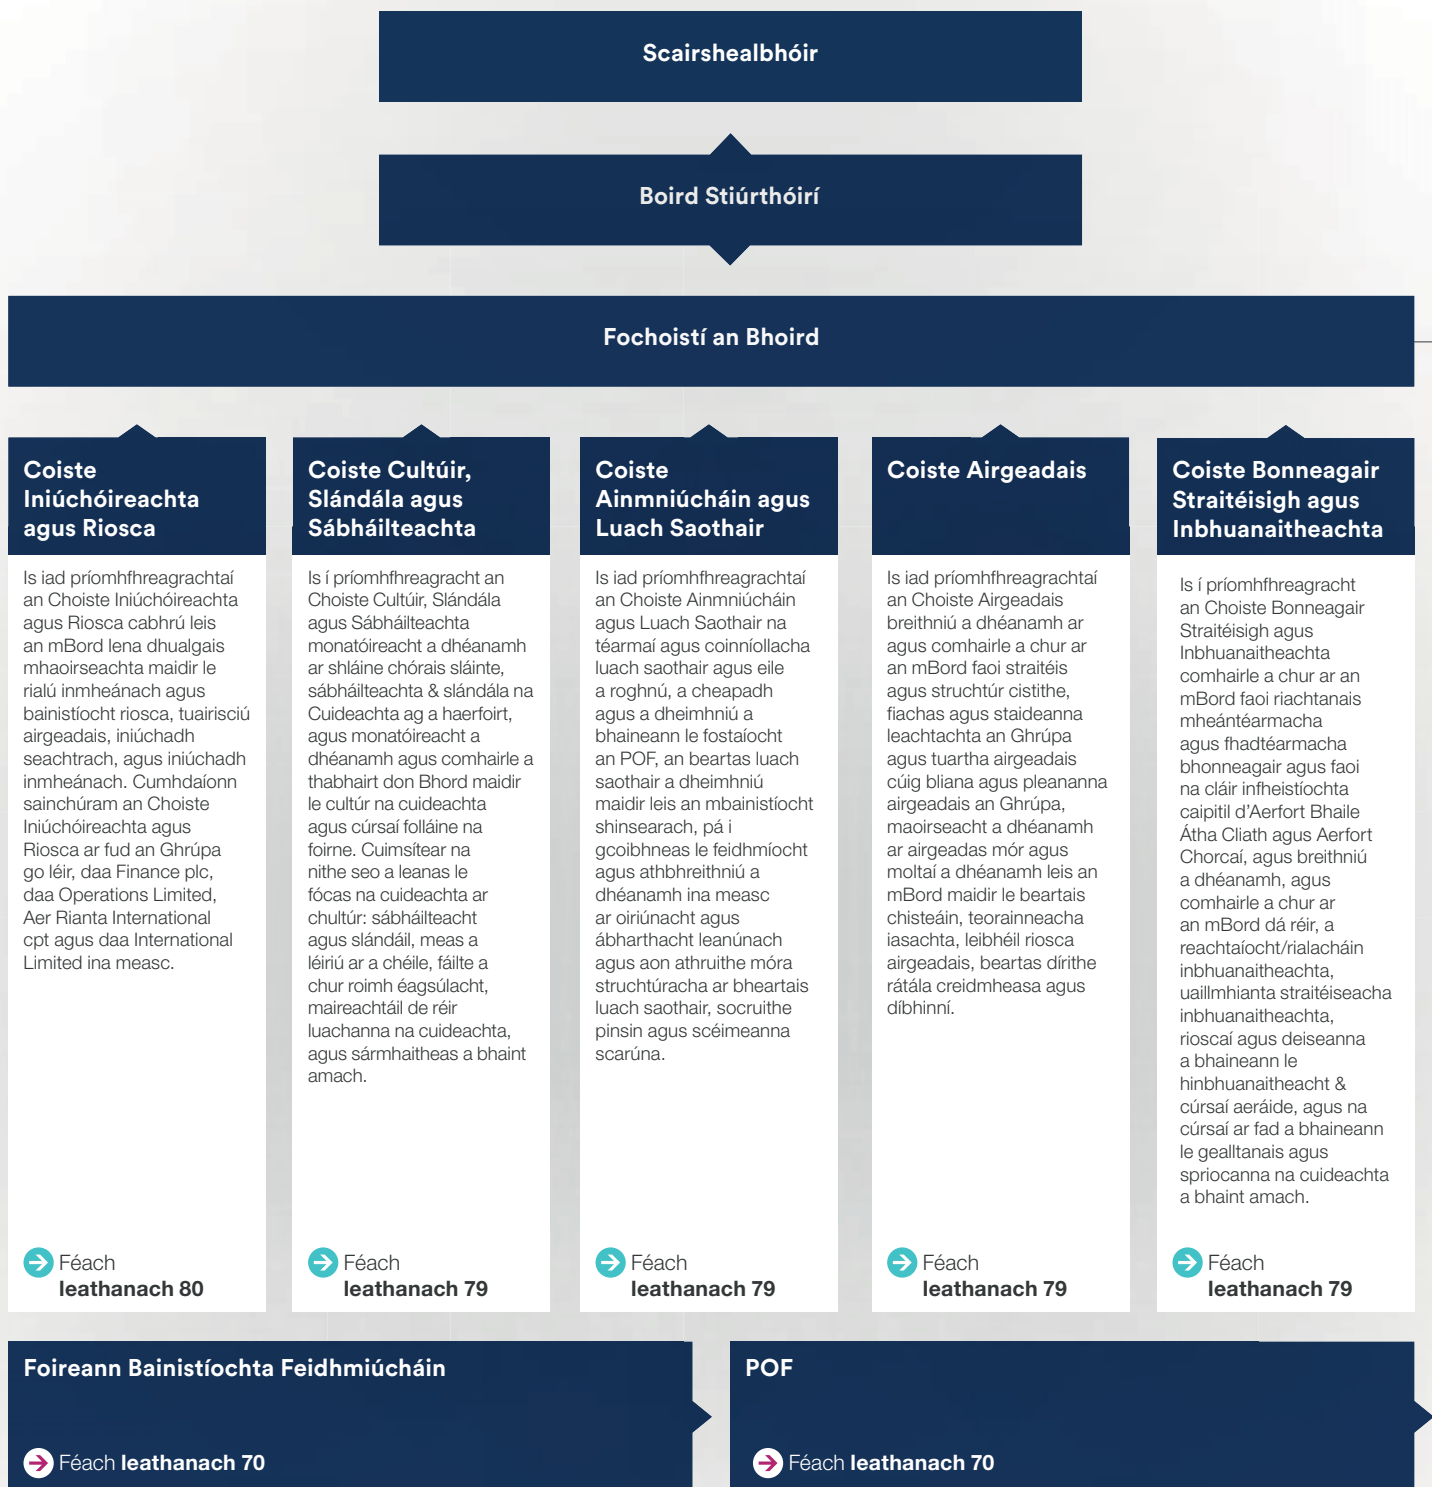 Scairshealbhóir
Boird Stiúrthóirí
Fochoistí an Bhoird
Coiste
Iniúchóireachta
agus Riosca
Is iad príomhfhreagrachtaí
an Choiste Iniúchóireachta
agus Riosca cabhrú leis
an mBord lena dhualgais
mhaoirseachta maidir le
rialú inmheánach agus
bainistíocht riosca, tuairisciú
airgeadais, iniúchadh
seachtrach, agus iniúchadh
inmheánach. Cumhdaíonn
sainchúram an Choiste
Iniúchóireachta agus
Riosca ar fud an Ghrúpa
go léir, daa Finance plc,
daa Operations Limited,
Aer Rianta International
cpt agus daa International
Limited ina measc.
Féach
leathanach 80
Coiste Cultúir,
Slándála agus
Sábháilteachta
Is í príomhfhreagracht an
Choiste Cultúir, Slándála
agus Sábháilteachta
monatóireacht a dhéanamh
ar shláine chórais sláinte,
sábháilteachta & slándála na
Cuideachta ag a haerfoirt,
agus monatóireacht a
dhéanamh agus comhairle a
thabhairt don Bhord maidir
le cultúr na cuideachta
agus cúrsaí folláine na
foirne. Cuimsítear na
nithe seo a leanas le
fócas na cuideachta ar
chultúr: sábháilteacht
agus slándáil, meas a
léiriú ar a chéile, fáilte a
chur roimh éagsúlacht,
maireachtáil de réir
luachanna na cuideachta,
agus sármhaitheas a bhaint
amach.
Féach
leathanach 79
Coiste
Ainmniúcháin agus
Luach Saothair
Is iad príomhfhreagrachtaí
an Choiste Ainmniúcháin
agus Luach Saothair na
téarmaí agus coinníollacha
luach saothair agus eile
a roghnú, a cheapadh
agus a dheimhniú a
bhaineann le fostaíocht
an POF, an beartas luach
saothair a dheimhniú
maidir leis an mbainistíocht
shinsearach, pá i
gcoibhneas le feidhmíocht
agus athbhreithniú a
dhéanamh ina measc
ar oiriúnacht agus
ábharthacht leanúnach
agus aon athruithe móra
struchtúracha ar bheartais
luach saothair, socruithe
pinsin agus scéimeanna
scarúna.
Féach
leathanach 79
Coiste Airgeadais
Is iad príomhfhreagrachtaí
an Choiste Airgeadais
breithniú a dhéanamh ar
agus comhairle a chur ar
an mBord faoi straitéis
agus struchtúr cistithe,
fiachas agus staideanna
leachtachta an Ghrúpa
agus tuartha airgeadais
cúig bliana agus pleananna
airgeadais an Ghrúpa,
maoirseacht a dhéanamh
ar airgeadas mór agus
moltaí a dhéanamh leis an
mBord maidir le beartais
chisteáin, teorainneacha
iasachta, leibhéil riosca
airgeadais, beartas dírithe
rátála creidmheasa agus
díbhinní.
Féach
leathanach 79
Coiste Bonneagair
Straitéisigh agus
Inbhuanaitheachta
Is í príomhfhreagracht
an Choiste Bonneagair
Straitéisigh agus
Inbhuanaitheachta
comhairle a chur ar an
mBord faoi riachtanais
mheántéarmacha
agus fhadtéarmacha
bhonneagair agus faoi
na cláir infheistíochta
caipitil d'Aerfort Bhaile
Átha Cliath agus Aerfort
Chorcaí, agus breithniú
a dhéanamh, agus
comhairle a chur ar
an mBord dá réir, a
reachtaíocht/rialacháin
inbhuanaitheachta,
uaillmhianta straitéiseacha
inbhuanaitheachta,
rioscaí agus deiseanna
a bhaineann le
hinbhuanaitheacht &
cúrsaí aeráide, agus na
cúrsaí ar fad a bhaineann
le gealltanais agus
spriocanna na cuideachta
a bhaint amach.
Féach
leathanach 79
Foireann Bainistíochta Feidhmiúcháin
Féach leathanach 70
POF
Féach leathanach 70